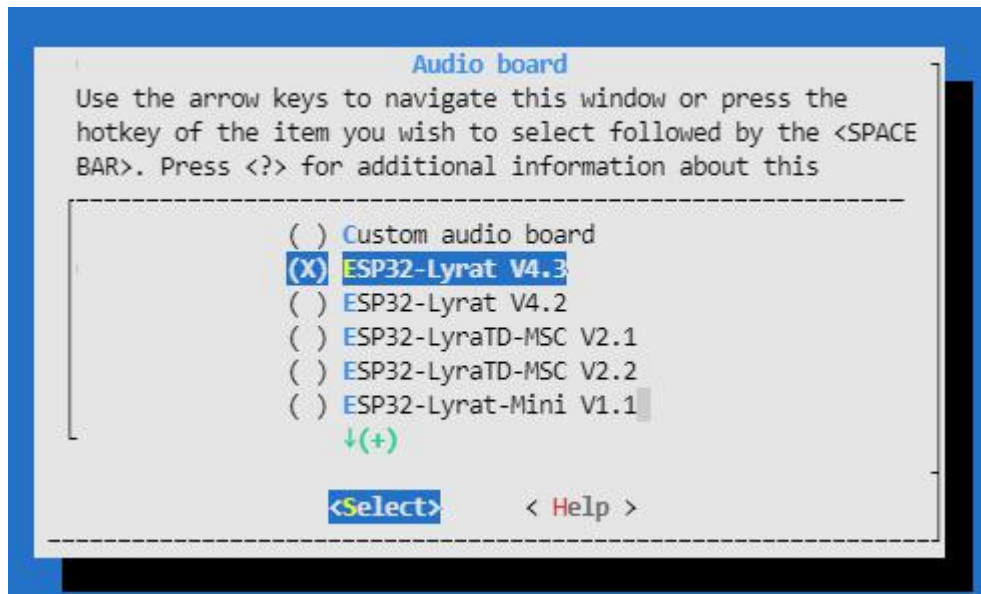 Audio board
Use the arrow keys to navigate this window or press the
hotkey of the item you wish to select followed by the <SPACE
BAR>. Press <?> for additional information about this
( ) Custom audio board
(X) ESP32-Lyrat V4.3
( ) ESP32-Lyrat V4.2
( ) ESP32-LyraTD-MSC V2.1
( ) ESP32-LyraTD-MSC V2.2
( ) ESP32-Lyrat-Mini V1.1
↓(+)
<Select> < Help >